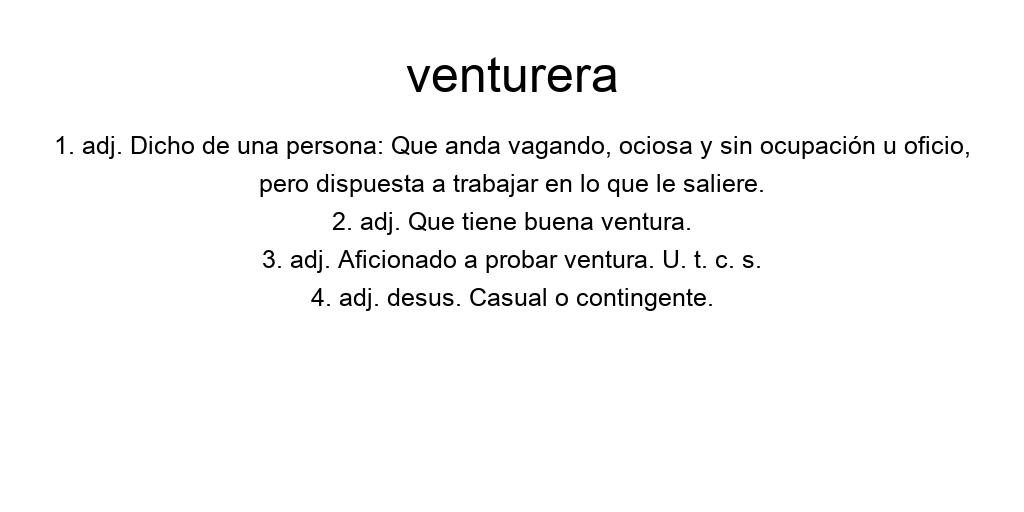 venturera
1. adj. Dicho de una persona: Que anda vagando, ociosa y sin ocupación u oficio,
pero dispuesta a trabajar en lo que le saliere.
2. adj. Que tiene buena ventura.
3. adj. Aficionado a probar ventura. U. t. c. s.
4. adj. desus. Casual o contingente.